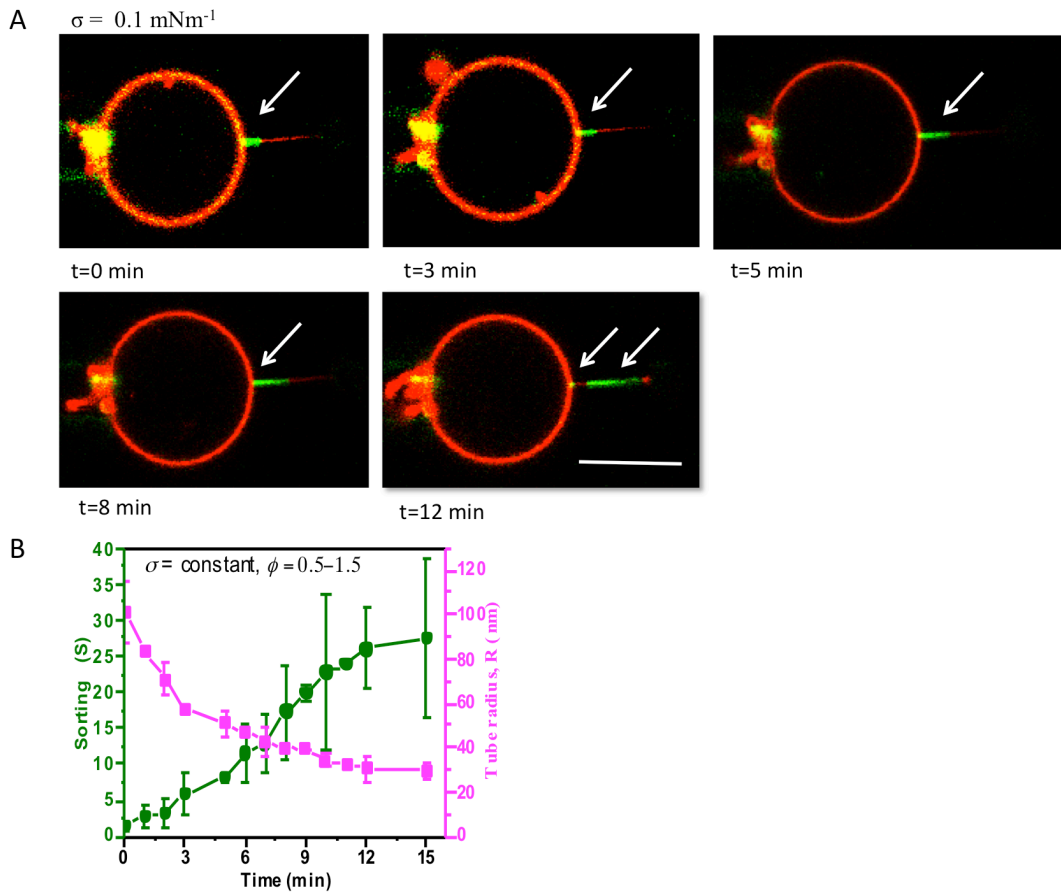 A
σ = 0.1 mNm-1
t=0 min
t=3 min
t=5 min
t=8 min
t=12 min
B
σ = constant, ϕ = 0.5–1.5
40
35
30
25
20
15
10
5
0
Sorting (S)
120
100
80
60
40
20
0
Tube radius, R ( nm)
0
3
6
9
12
15
Time (min)